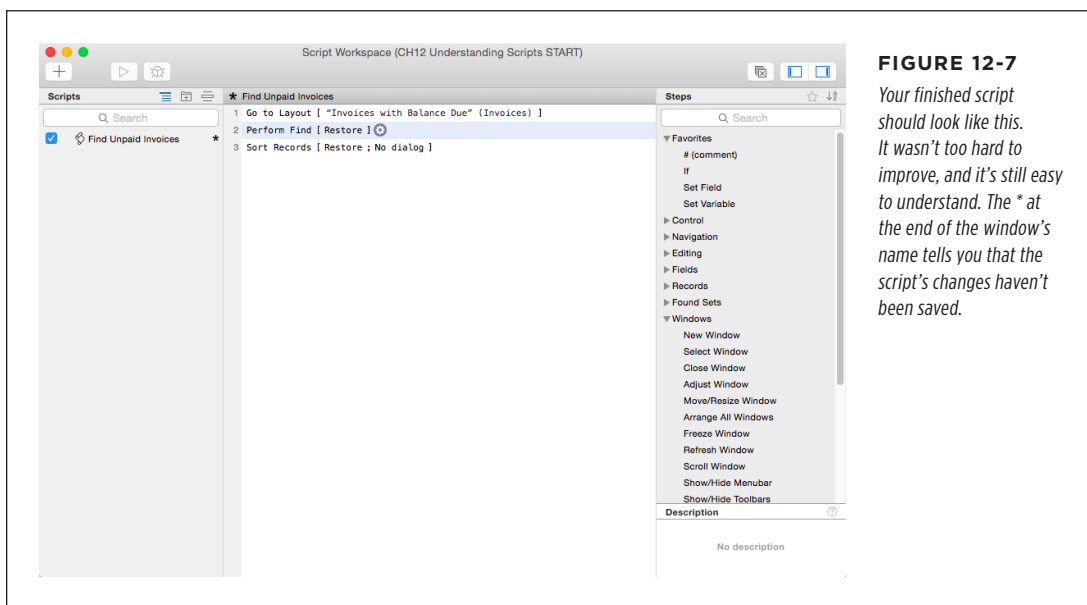 Script Workspace (CH12 Understanding Scripts START)
Scripts
Search
Find Unpaid Invoices *
* Find Unpaid Invoices
1 Go to Layout [ “Invoices with Balance Due” (Invoices) ]
2 Perform Find [ Restore ]
3 Sort Records [ Restore ; No dialog ]
Steps
Search
Favorites
# (comment)
If
Set Field
Set Variable
Control
Navigation
Editing
Fields
Records
Found Sets
Windows
New Window
Select Window
Close Window
Adjust Window
Move/Resize Window
Arrange All Windows
Freeze Window
Refresh Window
Scroll Window
Show/Hide Menubar
Show/Hide Toolbars
Description
No description
FIGURE 12-7
Your finished script
should look like this.
It wasn’t too hard to
improve, and it’s still easy
to understand. The * at
the end of the window’s
name tells you that the
script’s changes haven’t
been saved.